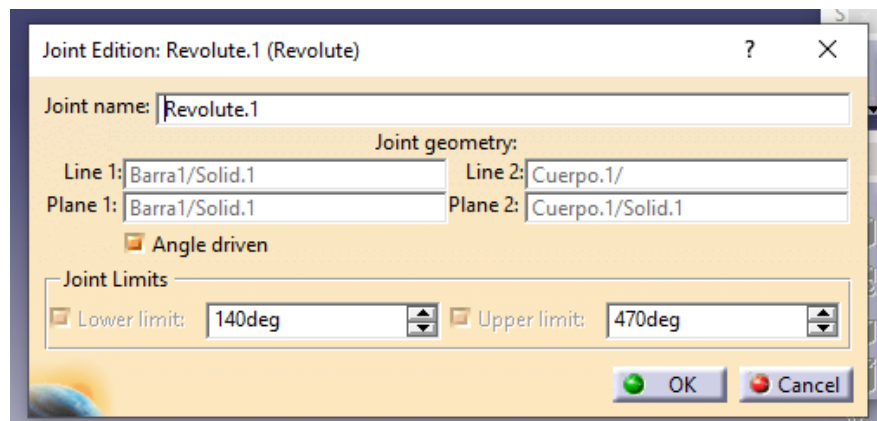 S
Joint Edition: Revolute.1 (Revolute) ? ×
Joint name: Revolute.1
Joint geometry:
Line 1: Barra1/Solid.1 Line 2: Cuerpo.1/
Plane 1: Barra1/Solid.1 Plane 2: Cuerpo.1/Solid.1
Angle driven
Joint Limits
Lower limit: 140deg Upper limit: 470deg
OK Cancel